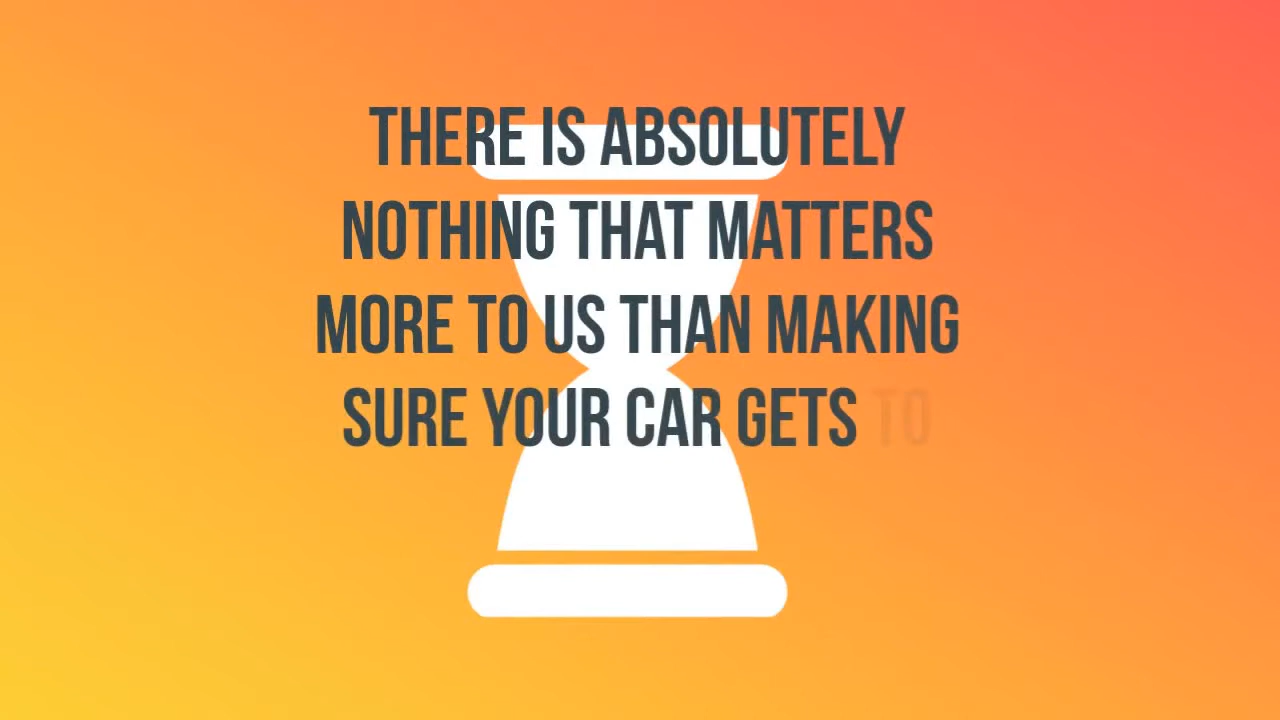 THERE IS ABSOLUTELY
NOTHING THAT MATTERS
MORE TO US THAN MAKING
SURE YOUR CAR GETS TO